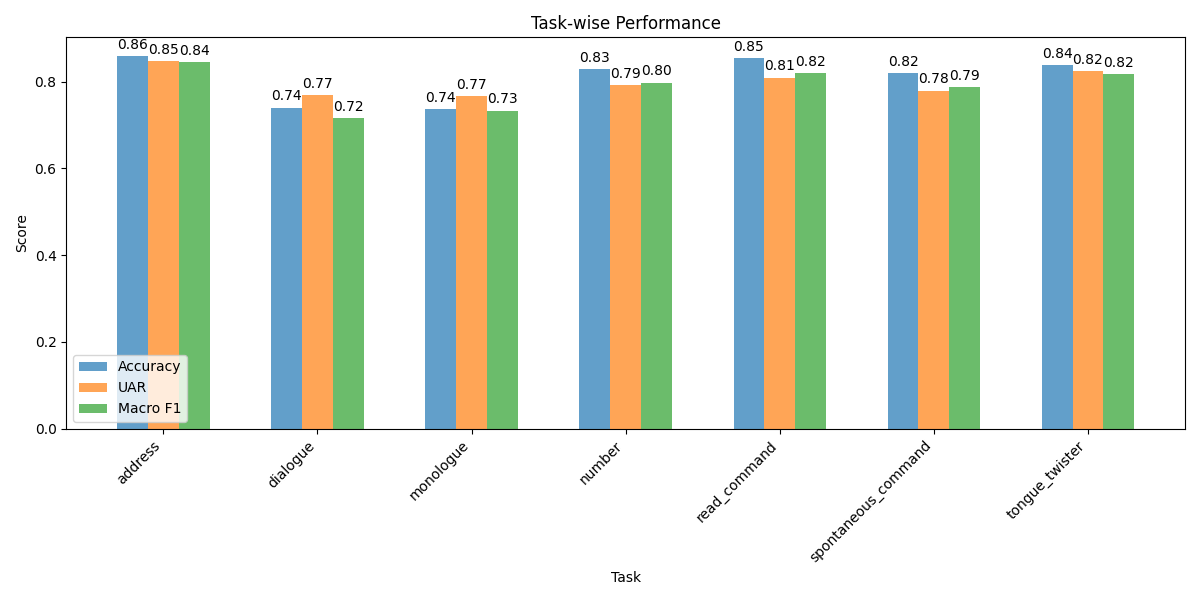 Task-wise Performance
0.86 0.85 0.84
0.74 0.77 0.72
0.74 0.77 0.73
0.83 0.79 0.80
0.85 0.81 0.82
0.82 0.78 0.79
0.84 0.82 0.82
Score
0.8
0.6
0.4
0.2
0.0
Accuracy
UAR
Macro F1
address
dialogue
monologue
number
read_command
spontaneous_command
tongue_twister
Task